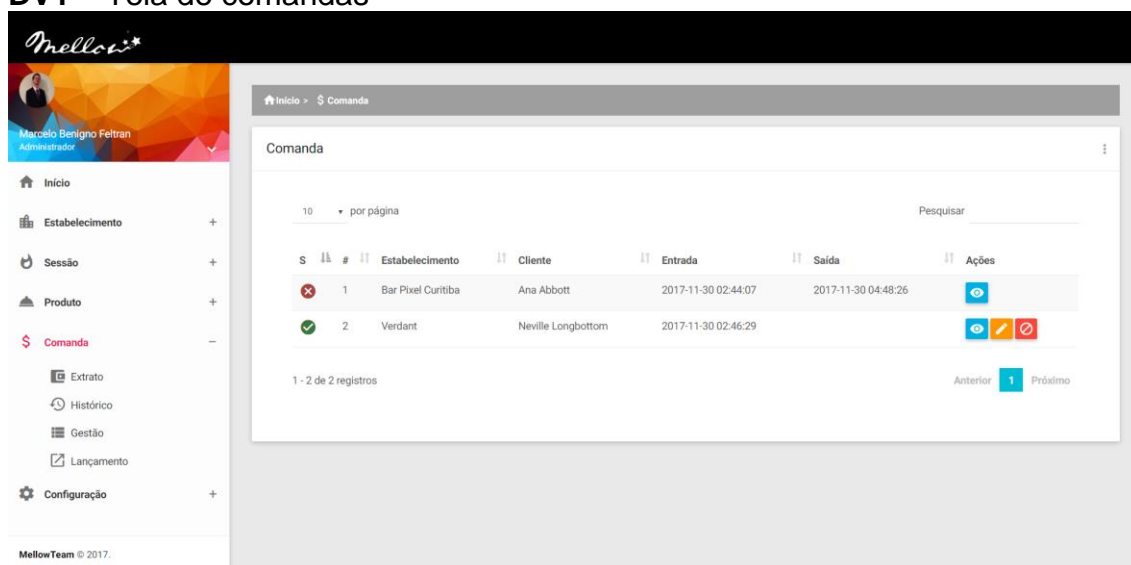 DV1 – Tela de comandas
Mellow
Marcelo Benigno Feltran
Administrador
Início
Estabelecimento +
Sessão +
Produto +
$ Comanda –
Extrato
Histórico
Gestão
Lançamento
Configuração +
MellowTeam © 2017.
Início > $ Comanda
Comanda
10 por página
Pesquisar
S # Estabelecimento Cliente Entrada Saída Ações
1 Bar Pixel Curitiba Ana Abbott 2017-11-30 02:44:07 2017-11-30 04:48:26
2 Verdant Neville Longbottom 2017-11-30 02:46:29
1 - 2 de 2 registros
Anterior 1 Próximo